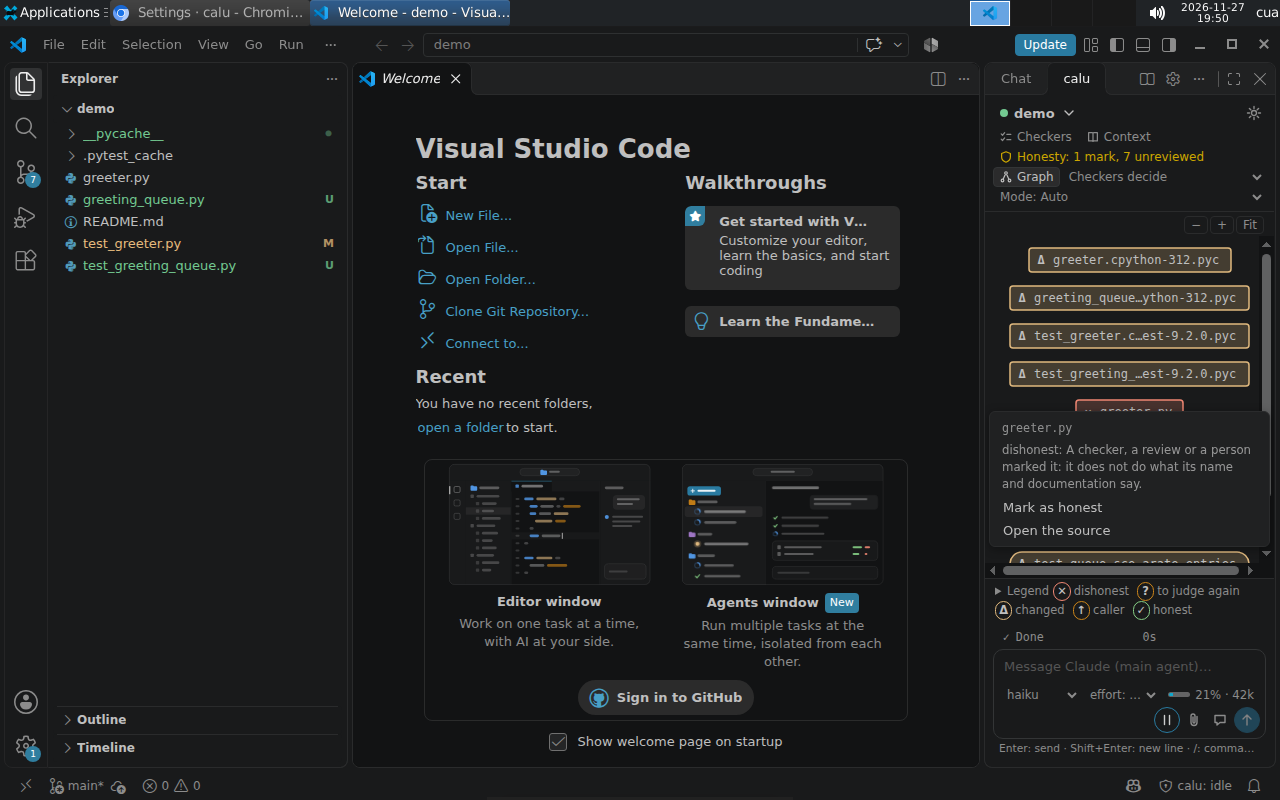 Applications
Settings · calu - Chromi...
Welcome - demo - Visua...
2026-11-27
19:50
cua
File Edit Selection View Go Run ···
demo
Update
Explorer
demo
__pycache__
.pytest_cache
greeter.py
greeting_queue.py U
README.md
test_greeter.py M
test_greeting_queue.py U
7
1
Outline
Timeline
main*
0 0
Welcome
Visual Studio Code
Start
New File...
Open File...
Open Folder...
Clone Git Repository...
Connect to...
Recent
You have no recent folders,
open a folder to start.
Walkthroughs
Get started with V...
Customize your editor,
learn the basics, and start
coding
Learn the Fundame...
Editor window
Work on one task at a time,
with AI at your side.
Agents window New
Run multiple tasks at the
same time, isolated from each
other.
Sign in to GitHub
Show welcome page on startup
Chat calu
demo
Checkers Context
Honesty: 1 mark, 7 unreviewed
Graph Checkers decide
Mode: Auto
− + Fit
Δ greeter.cpython-312.pyc
Δ greeting_queue…ython-312.pyc
Δ test_greeter.c…est-9.2.0.pyc
Δ test_greeting_…est-9.2.0.pyc
greeter.py
greeter.py
dishonest: A checker, a review or a person
marked it: it does not do what its name
and documentation say.
Mark as honest
Open the source
Legend × dishonest ? to judge again
Δ changed ↑ caller ✓ honest
✓ Done 0s
Message Claude (main agent)...
haiku effort: ... 21% · 42k
Enter: send · Shift+Enter: new line · /: comma...
calu: idle